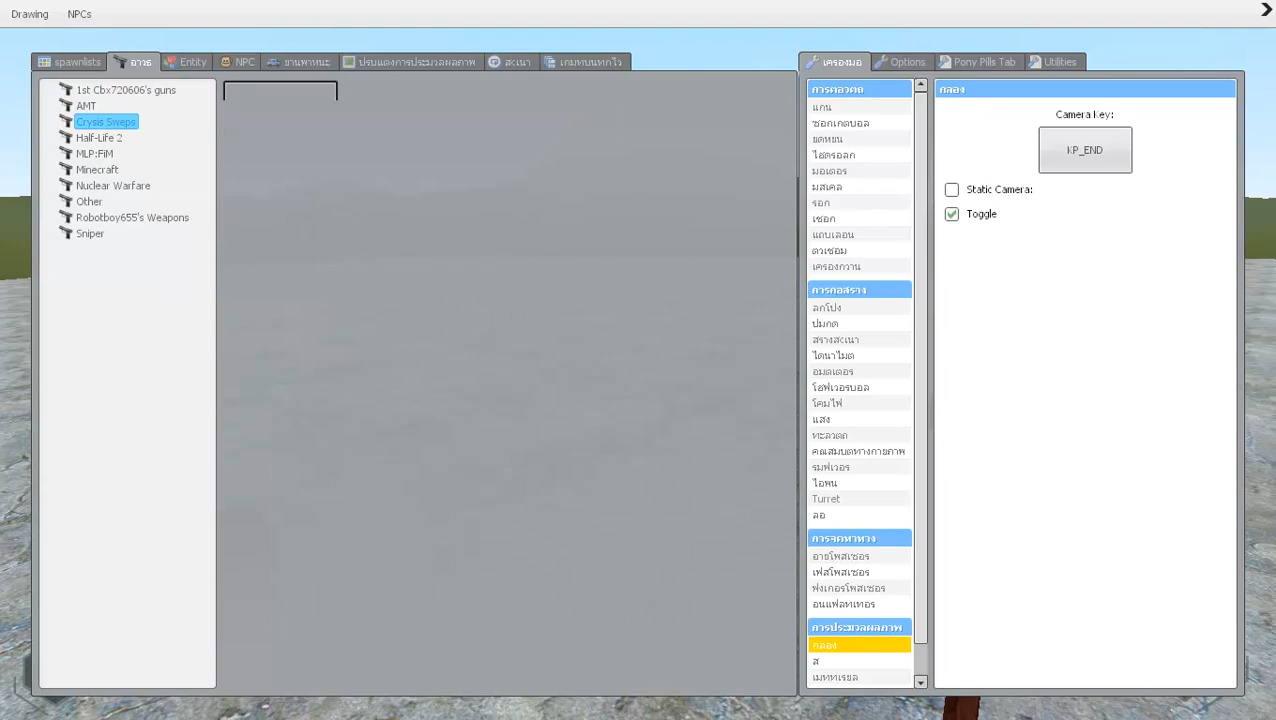 Drawing NPCs
spawnlists อาวธ Entity NPC ยานพาหนะ ปรบแตงการประมวลผลภาพ สเนา เกมทบนทกไว
เครองมอ Options Pony Pills Tab Utilities
1st Cbx720606's guns
AMT
Crysis Sweps
Half-Life 2
MLP:FiM
Minecraft
Nuclear Warfare
Other
Robotboy655's Weapons
Sniper
การคอวคด
แกน
ซอกเกตบอล
ยดหยน
ไฮดรอลก
มอเตอร
มสเคล
รอก
เชอก
แถบเลอน
ตวเชอม
เครองกวาน
การกอสราง
ลกโปง
ปมกด
สรางสเนา
ไดนาไมต
อมตเตอร
โฮฟเวอรบอล
โคมไฟ
แสง
ทะลวตถ
คณสมบตทางกายภาพ
รมฟเวอร
ไอพน
Turret
ลอ
การจดทาทาง
อายโพสเซอร
เฟสโพสเซอร
ฟงเกอรโพสเซอร
อนแฟลทเทอร
การประมวลผลภาพ
กลอง
ส
เมททเรยล
กลอง
Camera Key:
KP_END
Static Camera:
Toggle